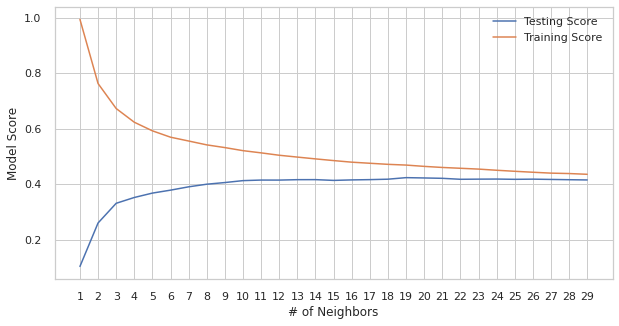 1.0
0.8
0.6
0.4
0.2
Model Score
Testing Score
Training Score
1 2 3 4 5 6 7 8 9 10 11 12 13 14 15 16 17 18 19 20 21 22 23 24 25 26 27 28 29
# of Neighbors